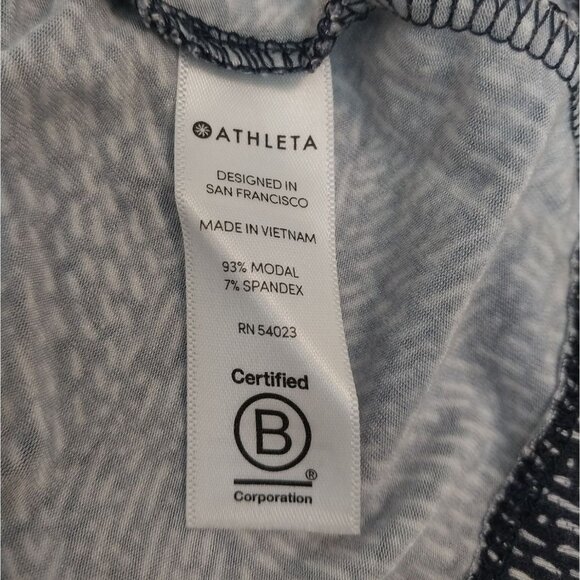 ATHLETA
DESIGNED IN
SAN FRANCISCO
MADE IN VIETNAM
93% MODAL
7% SPANDEX
RN 54023
Certified
B
®
Corporation